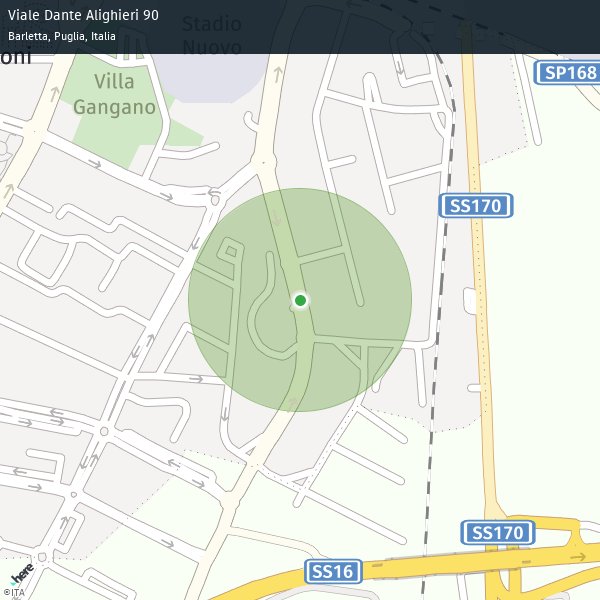 Viale Dante Alighieri 90
Barletta, Puglia, Italia
Stadio
Nuovo
oni
Villa
Gangano
SP168
SS170
SS170
SS16
here
©ITA